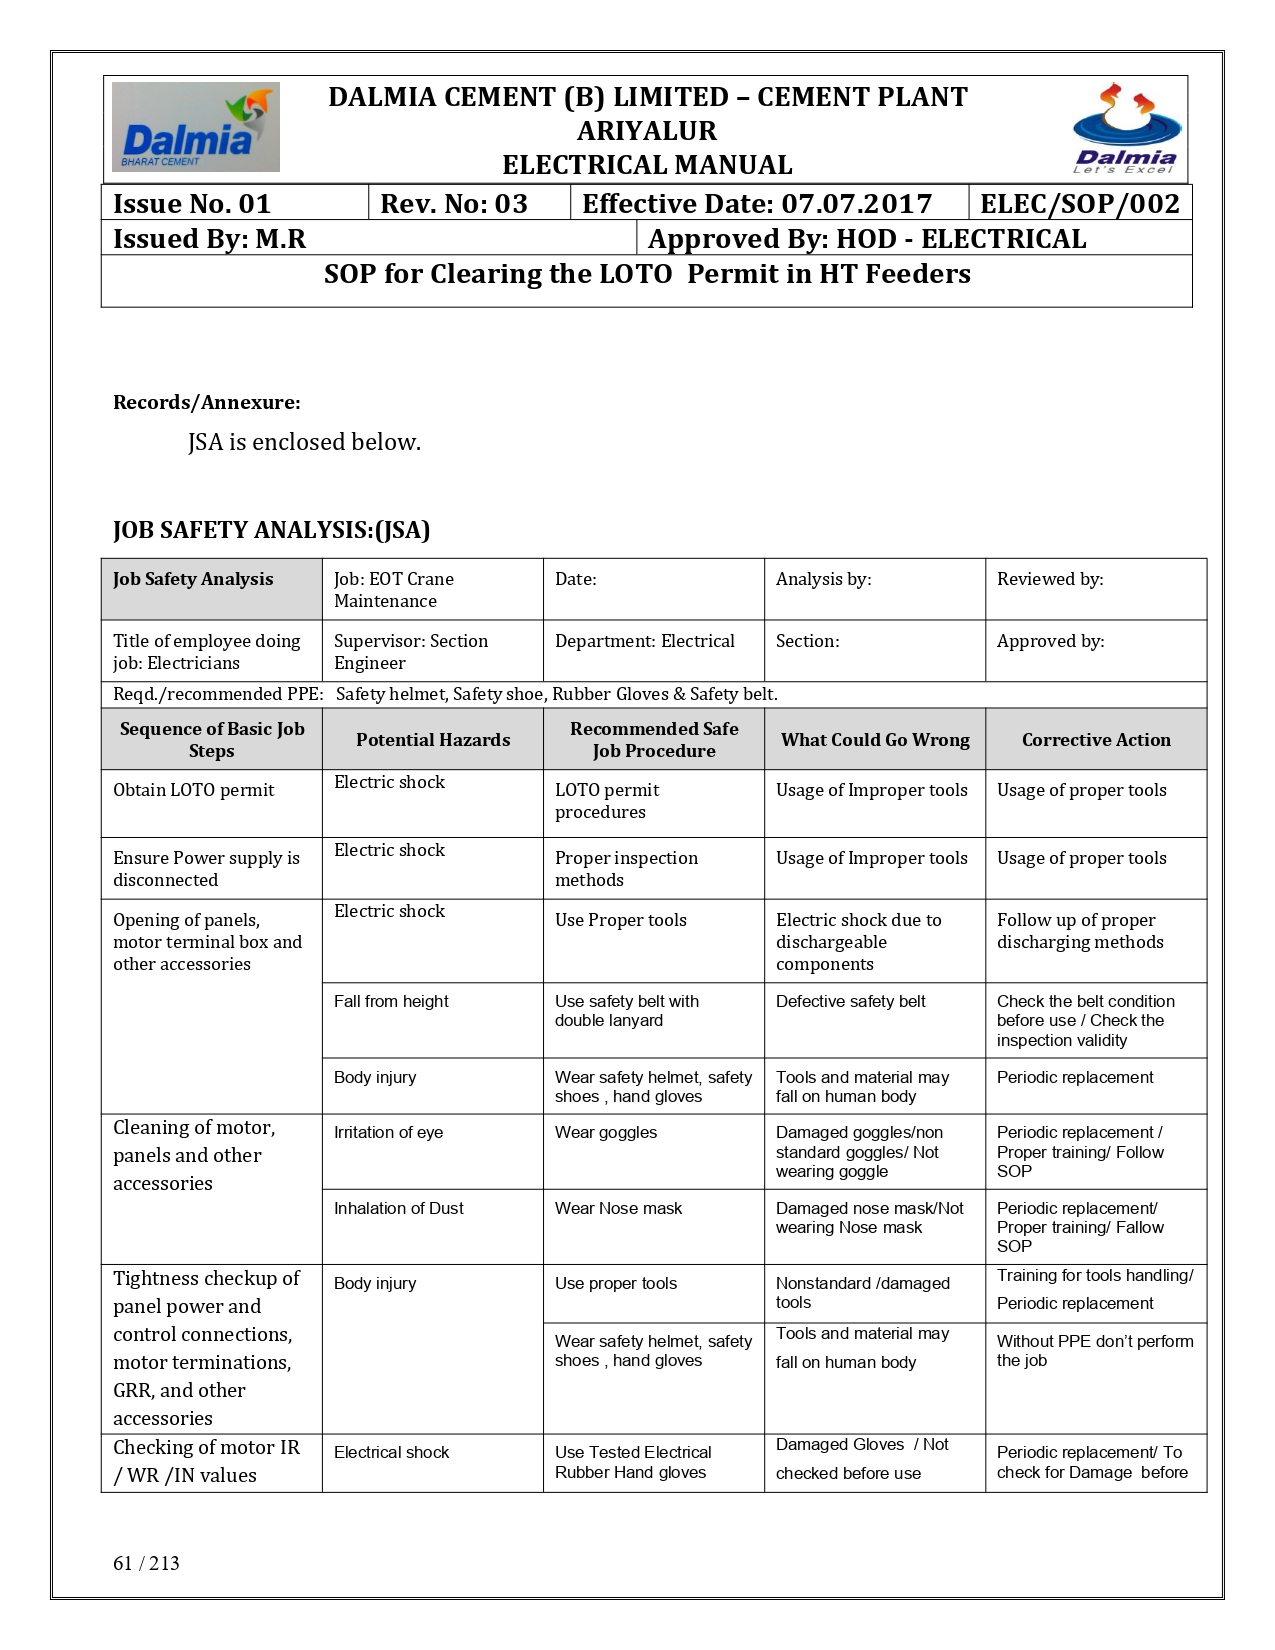 Dalmia
BHARAT CEMENT
DALMIA CEMENT (B) LIMITED – CEMENT PLANT
ARIYALUR
ELECTRICAL MANUAL
Dalmia
Let's Excel
Issue No. 01
Rev. No: 03
Effective Date: 07.07.2017
ELEC/SOP/002
Issued By: M.R
Approved By: HOD - ELECTRICAL
SOP for Clearing the LOTO  Permit in HT Feeders
Records/Annexure:
JSA is enclosed below.
JOB SAFETY ANALYSIS:(JSA)
Job Safety Analysis
Job: EOT Crane
Maintenance
Date:
Analysis by:
Reviewed by:
Title of employee doing
job: Electricians
Supervisor: Section
Engineer
Department: Electrical
Section:
Approved by:
Reqd./recommended PPE:   Safety helmet, Safety shoe, Rubber Gloves & Safety belt.
Sequence of Basic Job
Steps
Potential Hazards
Recommended Safe
Job Procedure
What Could Go Wrong
Corrective Action
Obtain LOTO permit
Electric shock
LOTO permit
procedures
Usage of Improper tools
Usage of proper tools
Ensure Power supply is
disconnected
Electric shock
Proper inspection
methods
Usage of Improper tools
Usage of proper tools
Opening of panels,
motor terminal box and
other accessories
Electric shock
Use Proper tools
Electric shock due to
dischargeable
components
Follow up of proper
discharging methods
Fall from height
Use safety belt with
double lanyard
Defective safety belt
Check the belt condition
before use / Check the
inspection validity
Body injury
Wear safety helmet, safety
shoes , hand gloves
Tools and material may
fall on human body
Periodic replacement
Cleaning of motor,
panels and other
accessories
Irritation of eye
Wear goggles
Damaged goggles/non
standard goggles/ Not
wearing goggle
Periodic replacement /
Proper training/ Follow
SOP
Inhalation of Dust
Wear Nose mask
Damaged nose mask/Not
wearing Nose mask
Periodic replacement/
Proper training/ Fallow
SOP
Tightness checkup of
panel power and
control connections,
motor terminations,
GRR, and other
accessories
Body injury
Use proper tools
Nonstandard /damaged
tools
Training for tools handling/
Periodic replacement
Wear safety helmet, safety
shoes , hand gloves
Tools and material may
fall on human body
Without PPE don’t perform
the job
Checking of motor IR
/ WR /IN values
Electrical shock
Use Tested Electrical
Rubber Hand gloves
Damaged Gloves  / Not
checked before use
Periodic replacement/ To
check for Damage  before
61 / 213